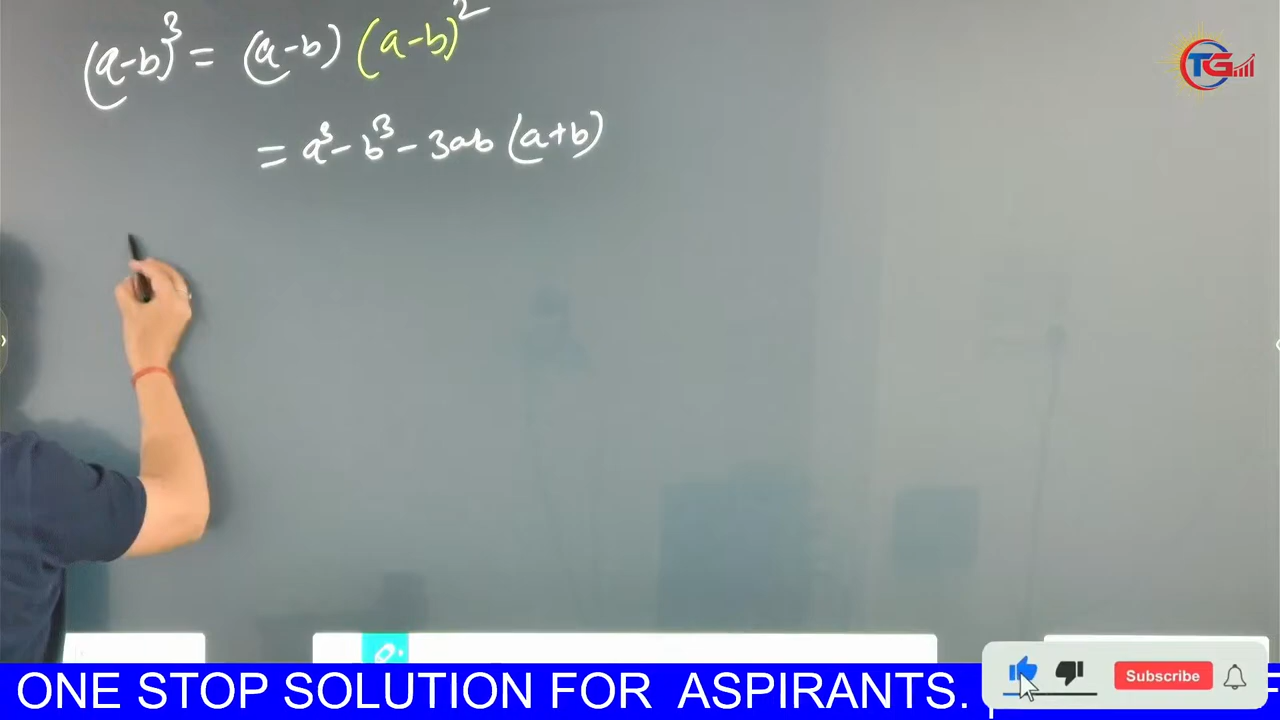 (a-b)³ = (a-b) (a-b)²
= a³ - b³ - 3ab (a+b)
TG
ONE STOP SOLUTION FOR ASPIRANTS. |
Subscribe